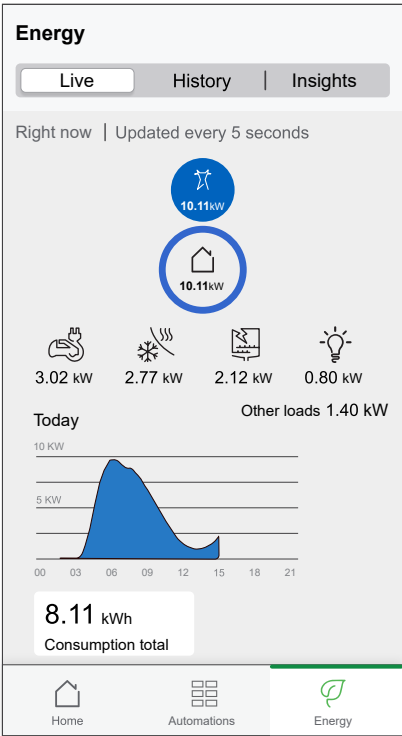 Energy
Live History | Insights
Right now | Updated every 5 seconds
10.11kW
10.11kW
3.02 kW 2.77 kW 2.12 kW 0.80 kW
Other loads 1.40 kW
Today
10 KW
5 KW
00 03 06 09 12 15 18 21
8.11 kWh
Consumption total
Home Automations Energy